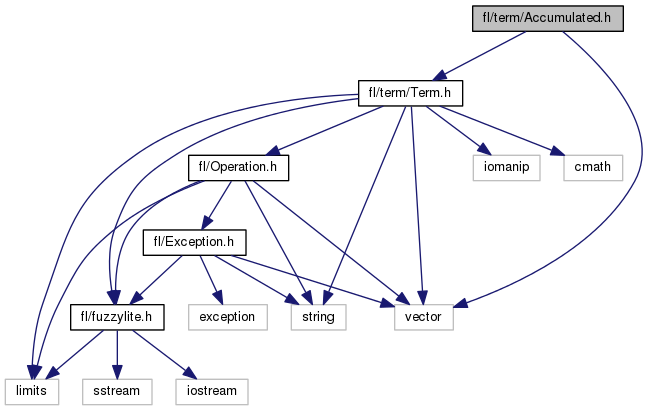 fl/term/Accumulated.h
fl/term/Term.h
fl/Operation.h
iomanip
cmath
fl/Exception.h
fl/fuzzylite.h
exception
string
vector
limits
sstream
iostream